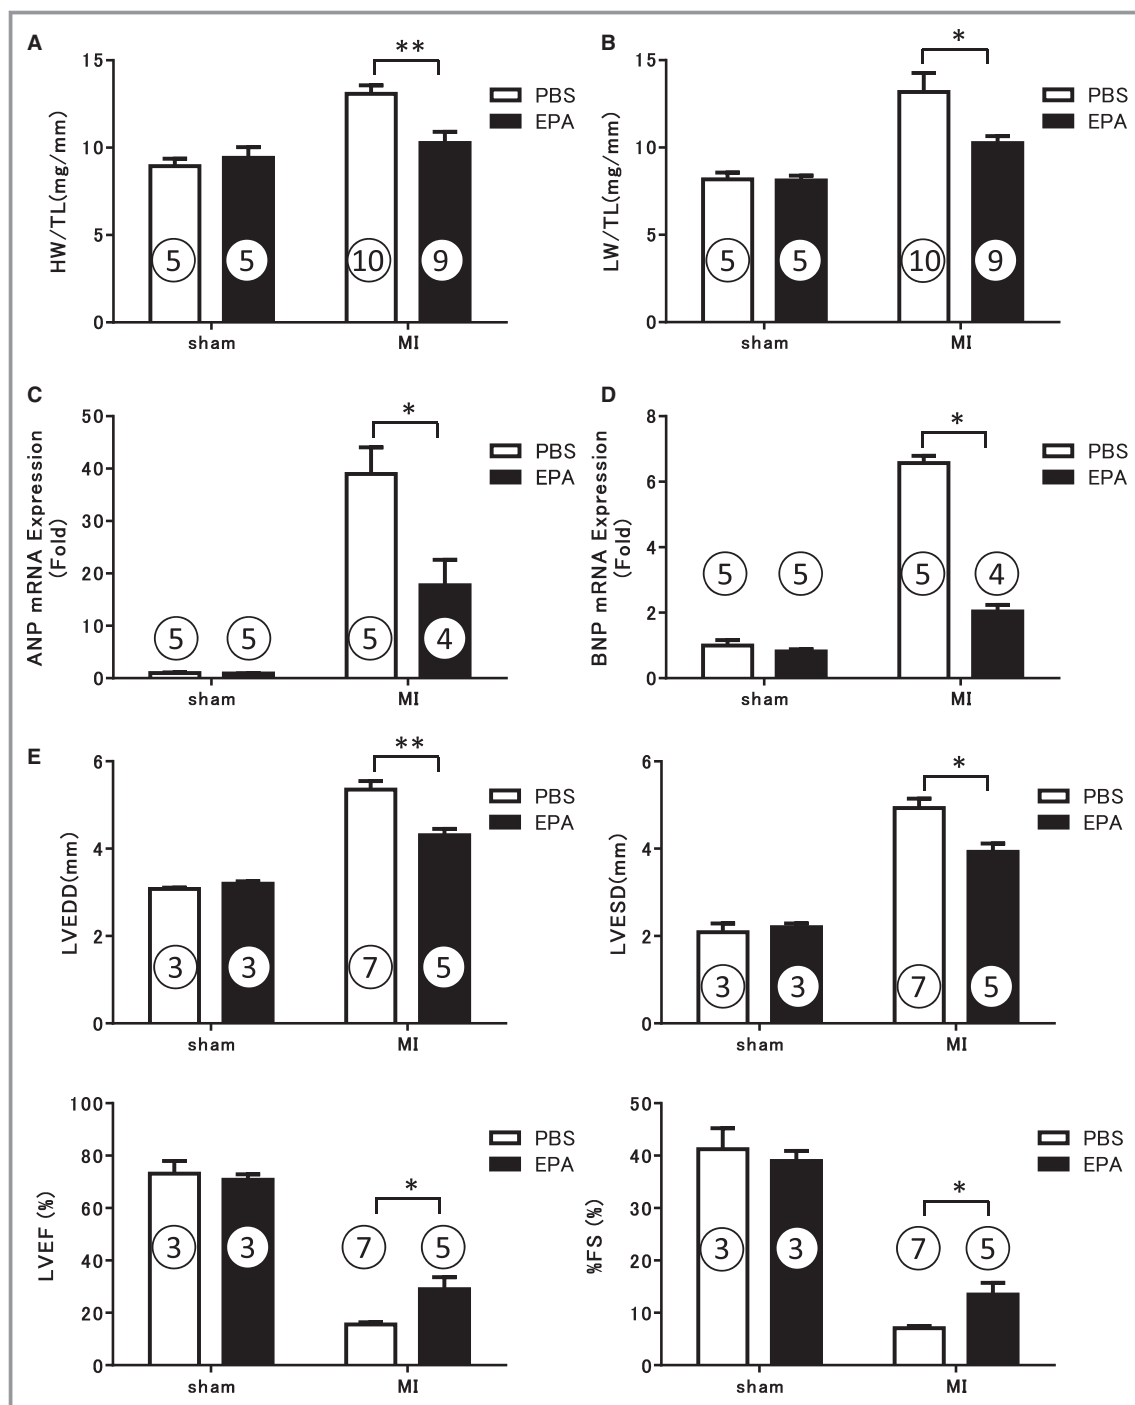 A
**
15
10
5
0
HW/TL(mg/mm)
PBS
EPA
5
5
10
9
sham
MI
B
*
15
10
5
0
LW/TL(mg/mm)
PBS
EPA
5
5
10
9
sham
MI
C
*
50
40
30
20
10
0
ANP mRNA Expression
(Fold)
PBS
EPA
5
5
5
4
sham
MI
D
*
8
6
4
2
0
BNP mRNA Expression
(Fold)
PBS
EPA
5
5
5
4
sham
MI
E
**
6
4
2
0
LVEDD(mm)
PBS
EPA
3
3
7
5
sham
MI
*
6
4
2
0
LVESD(mm)
PBS
EPA
3
3
7
5
sham
MI
100
80
60
40
20
0
LVEF (%)
PBS
EPA
*
3
3
7
5
sham
MI
50
40
30
20
10
0
%FS (%)
PBS
EPA
*
3
3
7
5
sham
MI